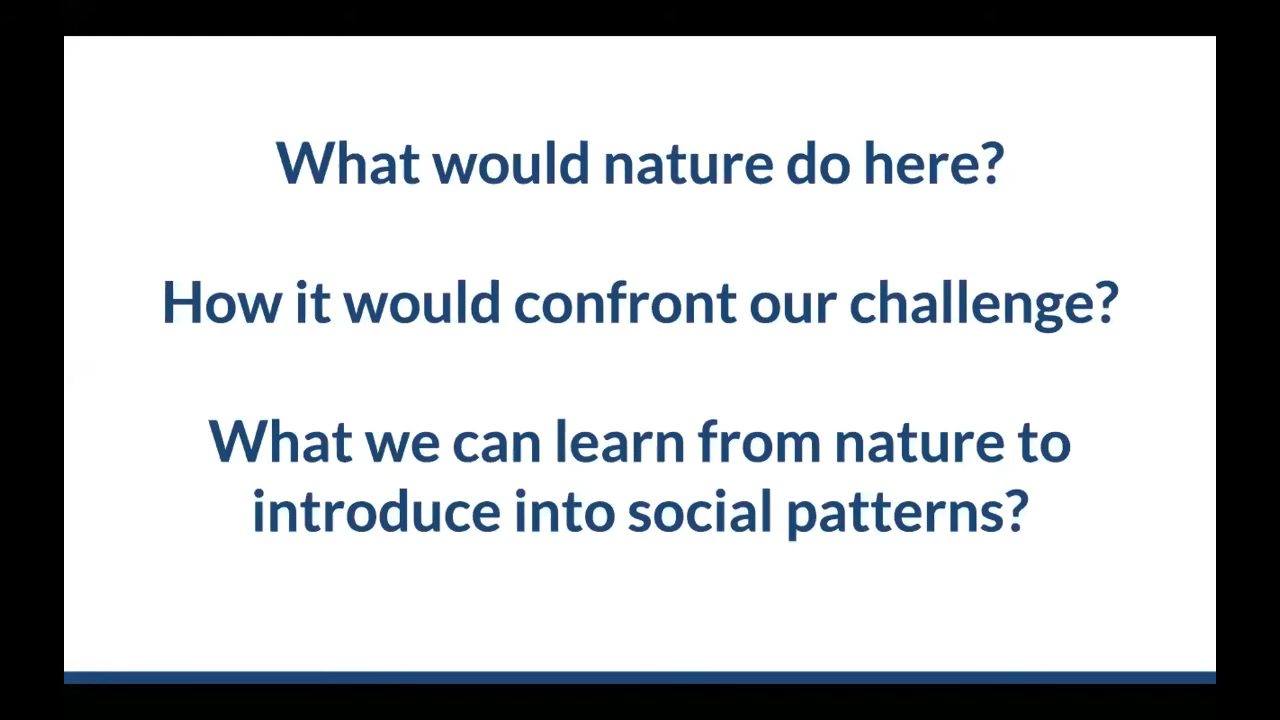 What would nature do here?
How it would confront our challenge?
What we can learn from nature to
introduce into social patterns?